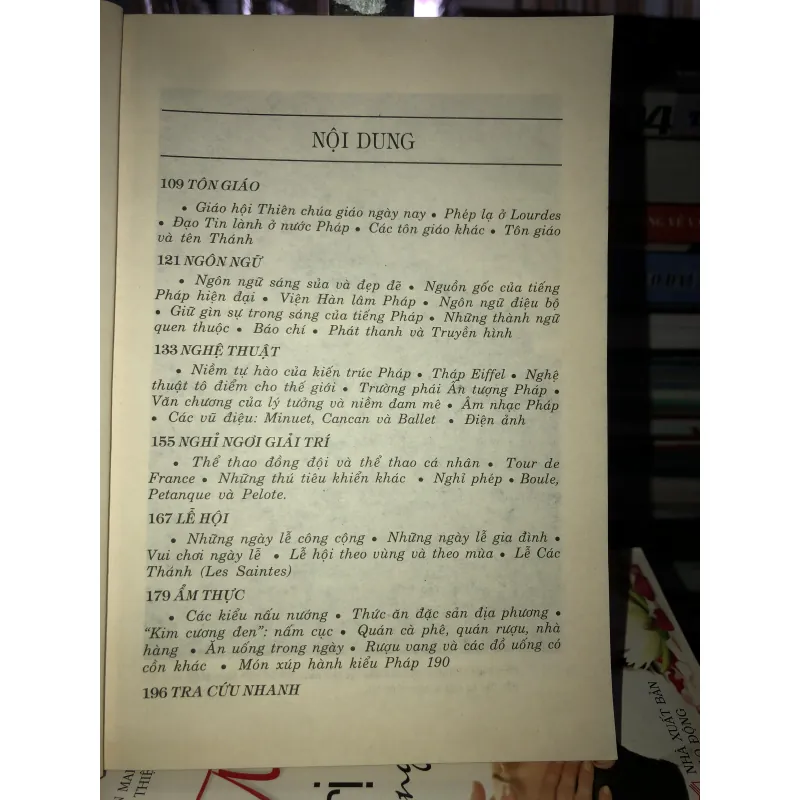 NỘI DUNG
109 TÔN GIÁO
• Giáo hội Thiên chúa giáo ngày nay • Phép lạ ở Lourdes
• Đạo Tin lành ở nước Pháp • Các tôn giáo khác • Tôn giáo
và tên Thánh
121 NGÔN NGỮ
• Ngôn ngữ sáng sủa và đẹp đẽ • Nguồn gốc của tiếng
Pháp hiện đại • Viện Hàn lâm Pháp • Ngôn ngữ điệu bộ
• Giữ gìn sự trong sáng của tiếng Pháp • Những thành ngữ
quen thuộc • Báo chí • Phát thanh và Truyền hình
133 NGHỆ THUẬT
• Niềm tự hào của kiến trúc Pháp • Tháp Eiffel • Nghệ
thuật tô điểm cho thế giới • Trường phái Ấn tượng Pháp •
Văn chương của lý tưởng và niềm đam mê • Âm nhạc Pháp
• Các vũ điệu: Minuet, Cancan và Ballet • Điện ảnh
155 NGHỈ NGƠI GIẢI TRÍ
• Thể thao đồng đội và thể thao cá nhân • Tour de
France • Những thú tiêu khiển khác • Nghỉ phép • Boule,
Petanque và Pelote.
167 LỄ HỘI
• Những ngày lễ công cộng • Những ngày lễ gia đình •
Vui chơi ngày lễ • Lễ hội theo vùng và theo mùa • Lễ Các
Thánh (Les Saintes)
179 ẨM THỰC
• Các kiểu nấu nướng • Thức ăn đặc sản địa phương •
“Kim cương đen”: nấm cục • Quán cà phê, quán rượu, nhà
hàng • Ăn uống trong ngày • Rượu vang và các đồ uống có
cồn khác • Món xúp hành kiểu Pháp 190
196 TRA CỨU NHANH
NHÀ XUẤT BẢN